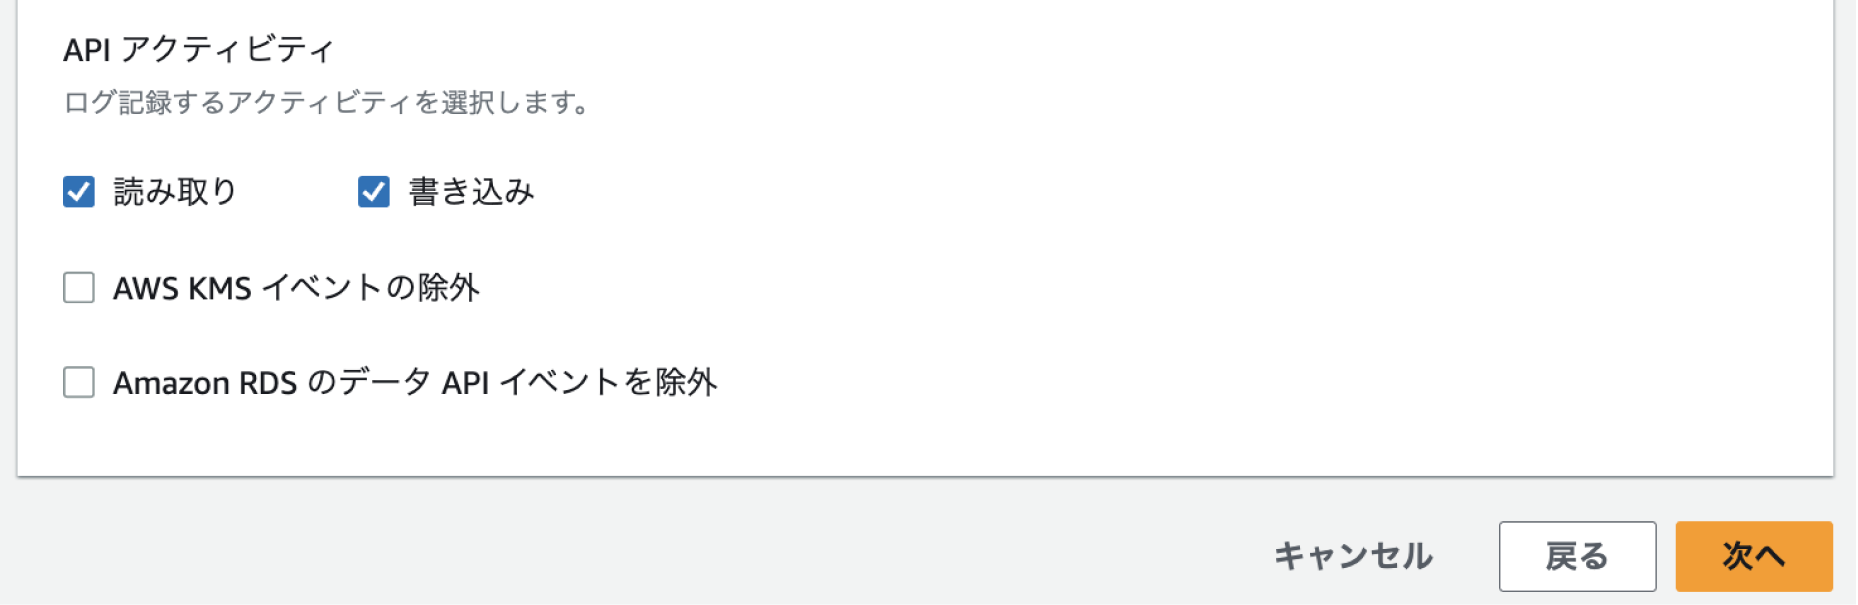 API アクティビティ
ログ記録するアクティビティを選択します。
読み取り 書き込み
AWS KMS イベントの除外
Amazon RDS のデータ API イベントを除外
キャンセル 戻る 次へ